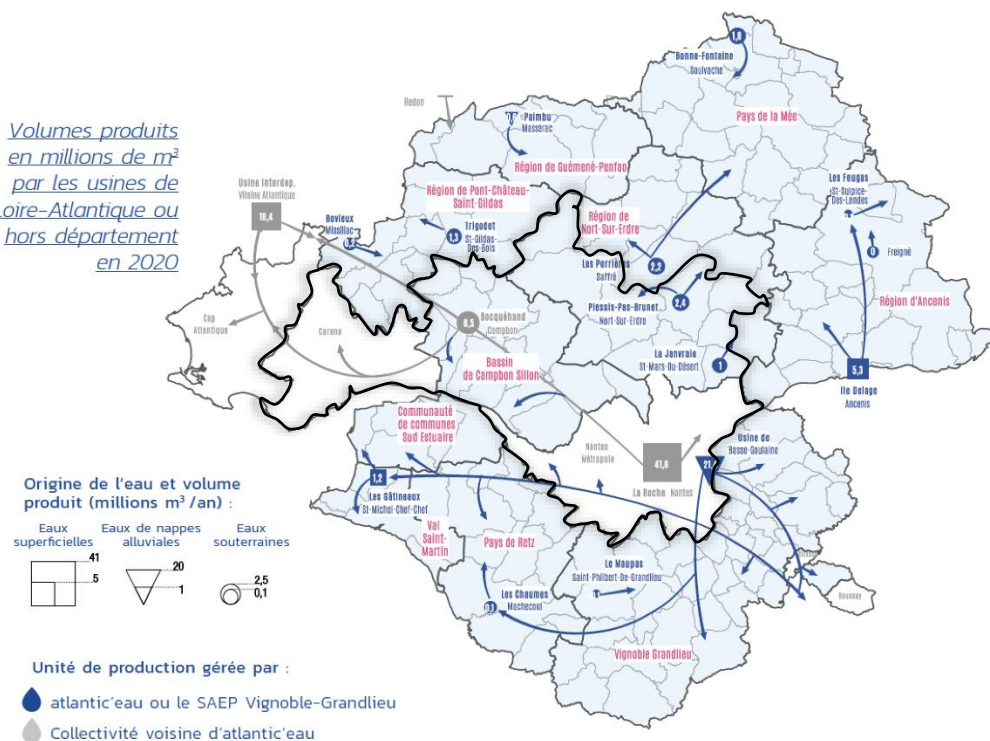 Volumes produits
en millions de m³
par les usines de
Loire-Atlantique ou
hors département
en 2020
1,8
Bonne-Fontaine
Soulvache
Redon
Paimbu
Massérac
Pays de la Mée
Région de Guémené-Penfao
Usine Interdep.
Vilaine Atlantique
18,4
Région de Pont-Château-
Saint-Gildas
Les Feugas
St-Sulpice-
Des-Landes
Bovieux
Missillac
0,2
Trigodet
St-Gildas-
Des-Bois
1,3
Région de
Nort-Sur-Erdre
0
Freigné
Les Perrières
Saffré
2,2
Région d'Ancenis
Plessis-Pas-Brunet
Nort-Sur-Erdre
2,4
Cap
Atlantique
Carene
Campbon
Bassin
de Campbon Sillon
La Janvraie
St-Mars-Du-Désert
1
5,3
Ile Delage
Ancenis
Communauté
de communes
Sud Estuaire
Nantes
Métropole
41,8
La Roche Nantes
21,
Usine de
Basse-Goulaine
Origine de l'eau et volume
produit (millions m³/an) :
Eaux
superficielles
41
5
Eaux de nappes
alluviales
20
1
Eaux
souterraines
2,5
0,1
1,2
Les Gâtineaux
St-Michel-Chef-Chef
Val
Saint-
Martin
Pays de Retz
Le Maupas
Saint-Philbert-De-Grandlieu
Les Chaumes
Machecoul
0,1
Boussay
Vignoble Grandlieu
Unité de production gérée par :
atlantic'eau ou le SAEP Vignoble-Grandlieu
Collectivité voisine d'atlantic'eau